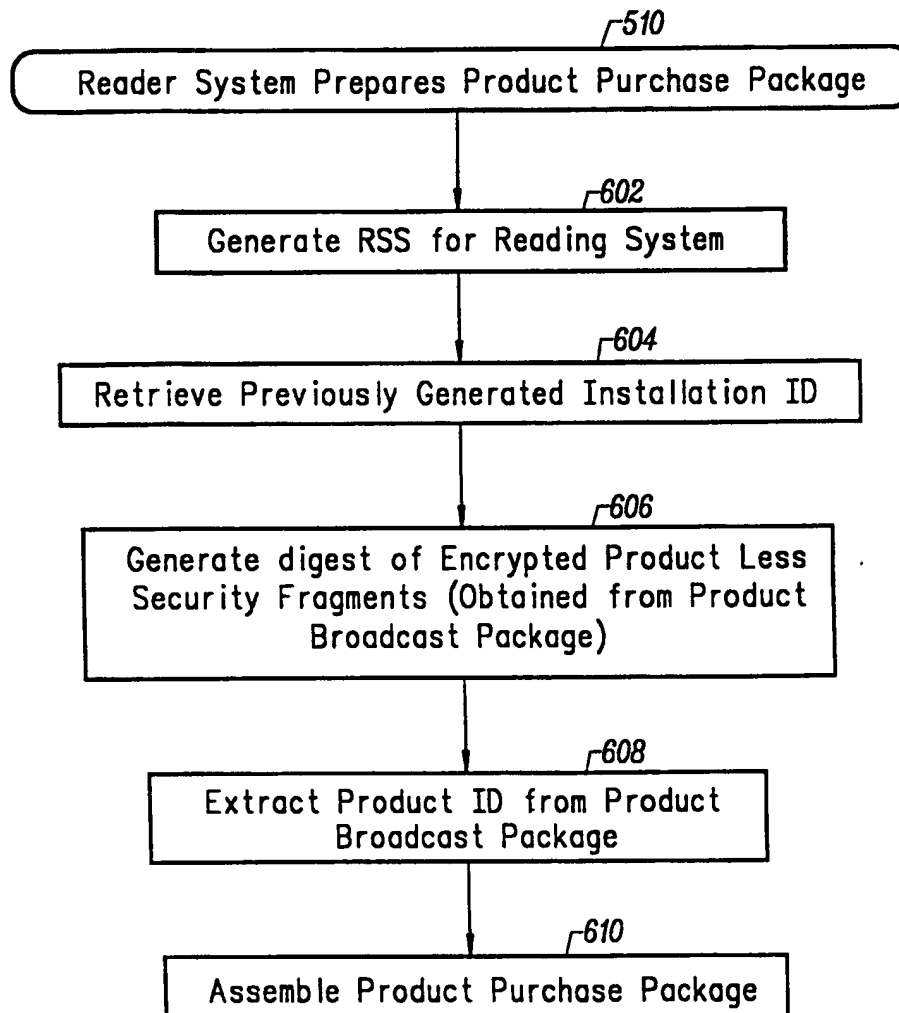 510
Reader System Prepares Product Purchase Package
602
Generate RSS for Reading System
604
Retrieve Previously Generated Installation ID
606
Generate digest of Encrypted Product Less
Security Fragments (Obtained from Product
Broadcast Package)
608
Extract Product ID from Product
Broadcast Package
610
Assemble Product Purchase Package